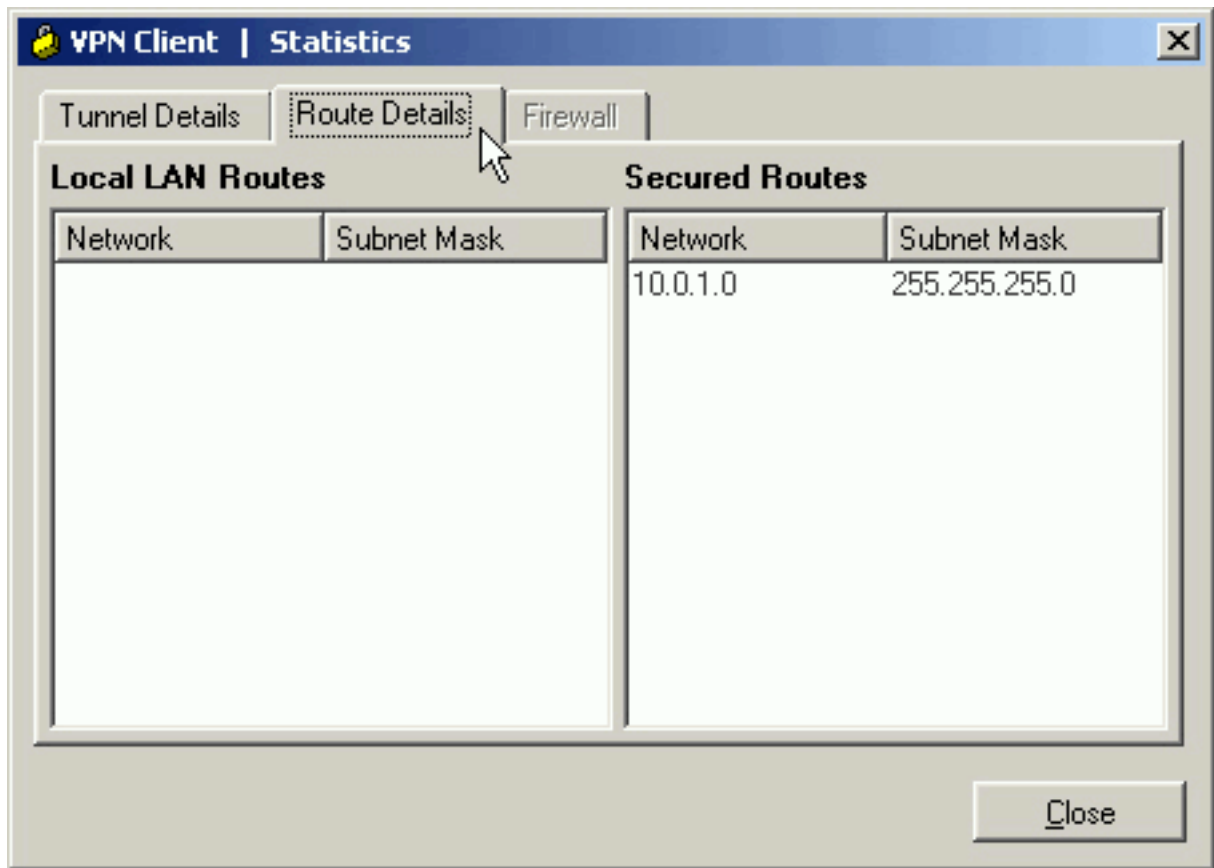 VPN Client | Statistics
Tunnel Details Route Details Firewall
Local LAN Routes Secured Routes
Network Subnet Mask Network Subnet Mask
10.0.1.0 255.255.255.0
Close